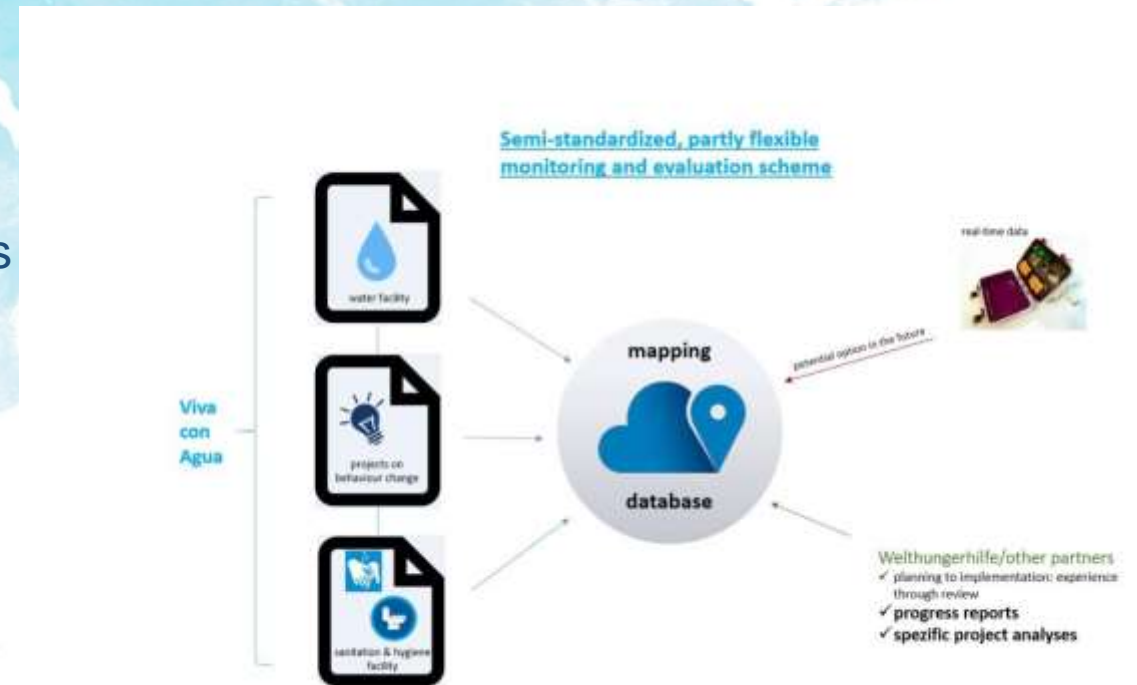 Semi-standardized, partly flexible
monitoring and evaluation scheme
s
real-time data
water facility
potential option in the future
mapping
Viva
con
Agua
projects on
behaviour change
database
Welthungerhilfe/other partners
✓ planning to implementation: experience
through review
✓ progress reports
✓ spezific project analyses
sanitation & hygiene
facility